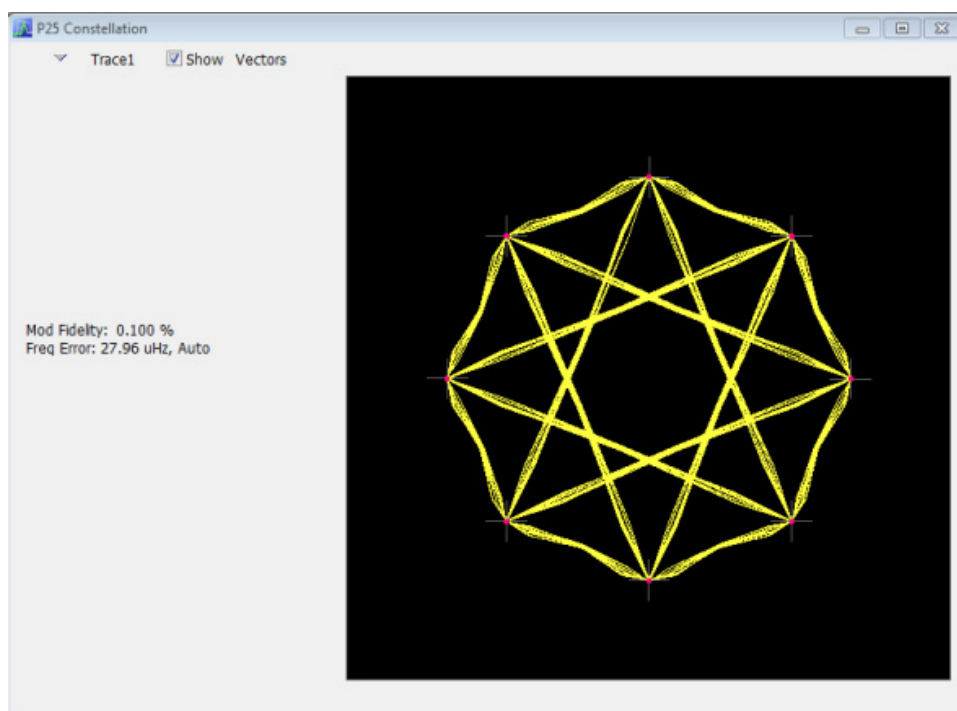 P25 Constellation
Trace1 Show Vectors
Mod Fidelity: 0.100 %
Freq Error: 27.96 uHz, Auto